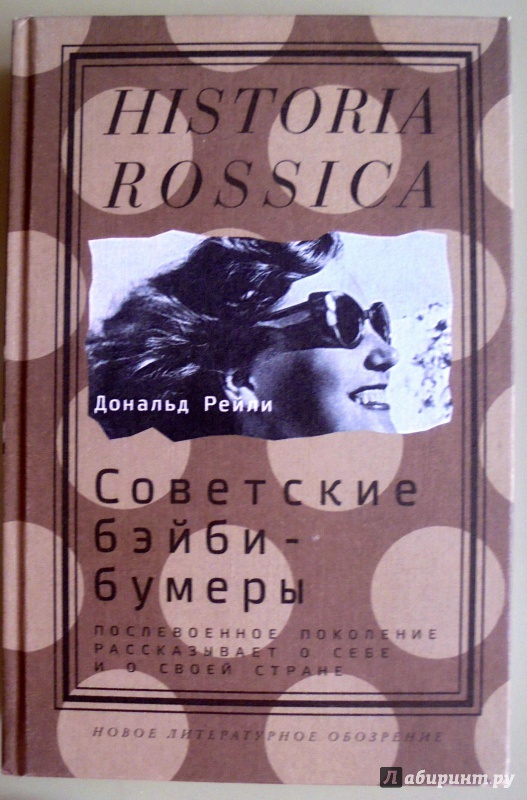 HISTORIA
ROSSICA
Дональд Рейли
Советские
бэйби-
бумеры
ПОСЛЕВОЕННОЕ ПОКОЛЕНИЕ
РАССКАЗЫВАЕТ О СЕБЕ
И О СВОЕЙ СТРАНЕ
НОВОЕ ЛИТЕРАТУРНОЕ ОБОЗРЕНИЕ
Лабиринт.ру